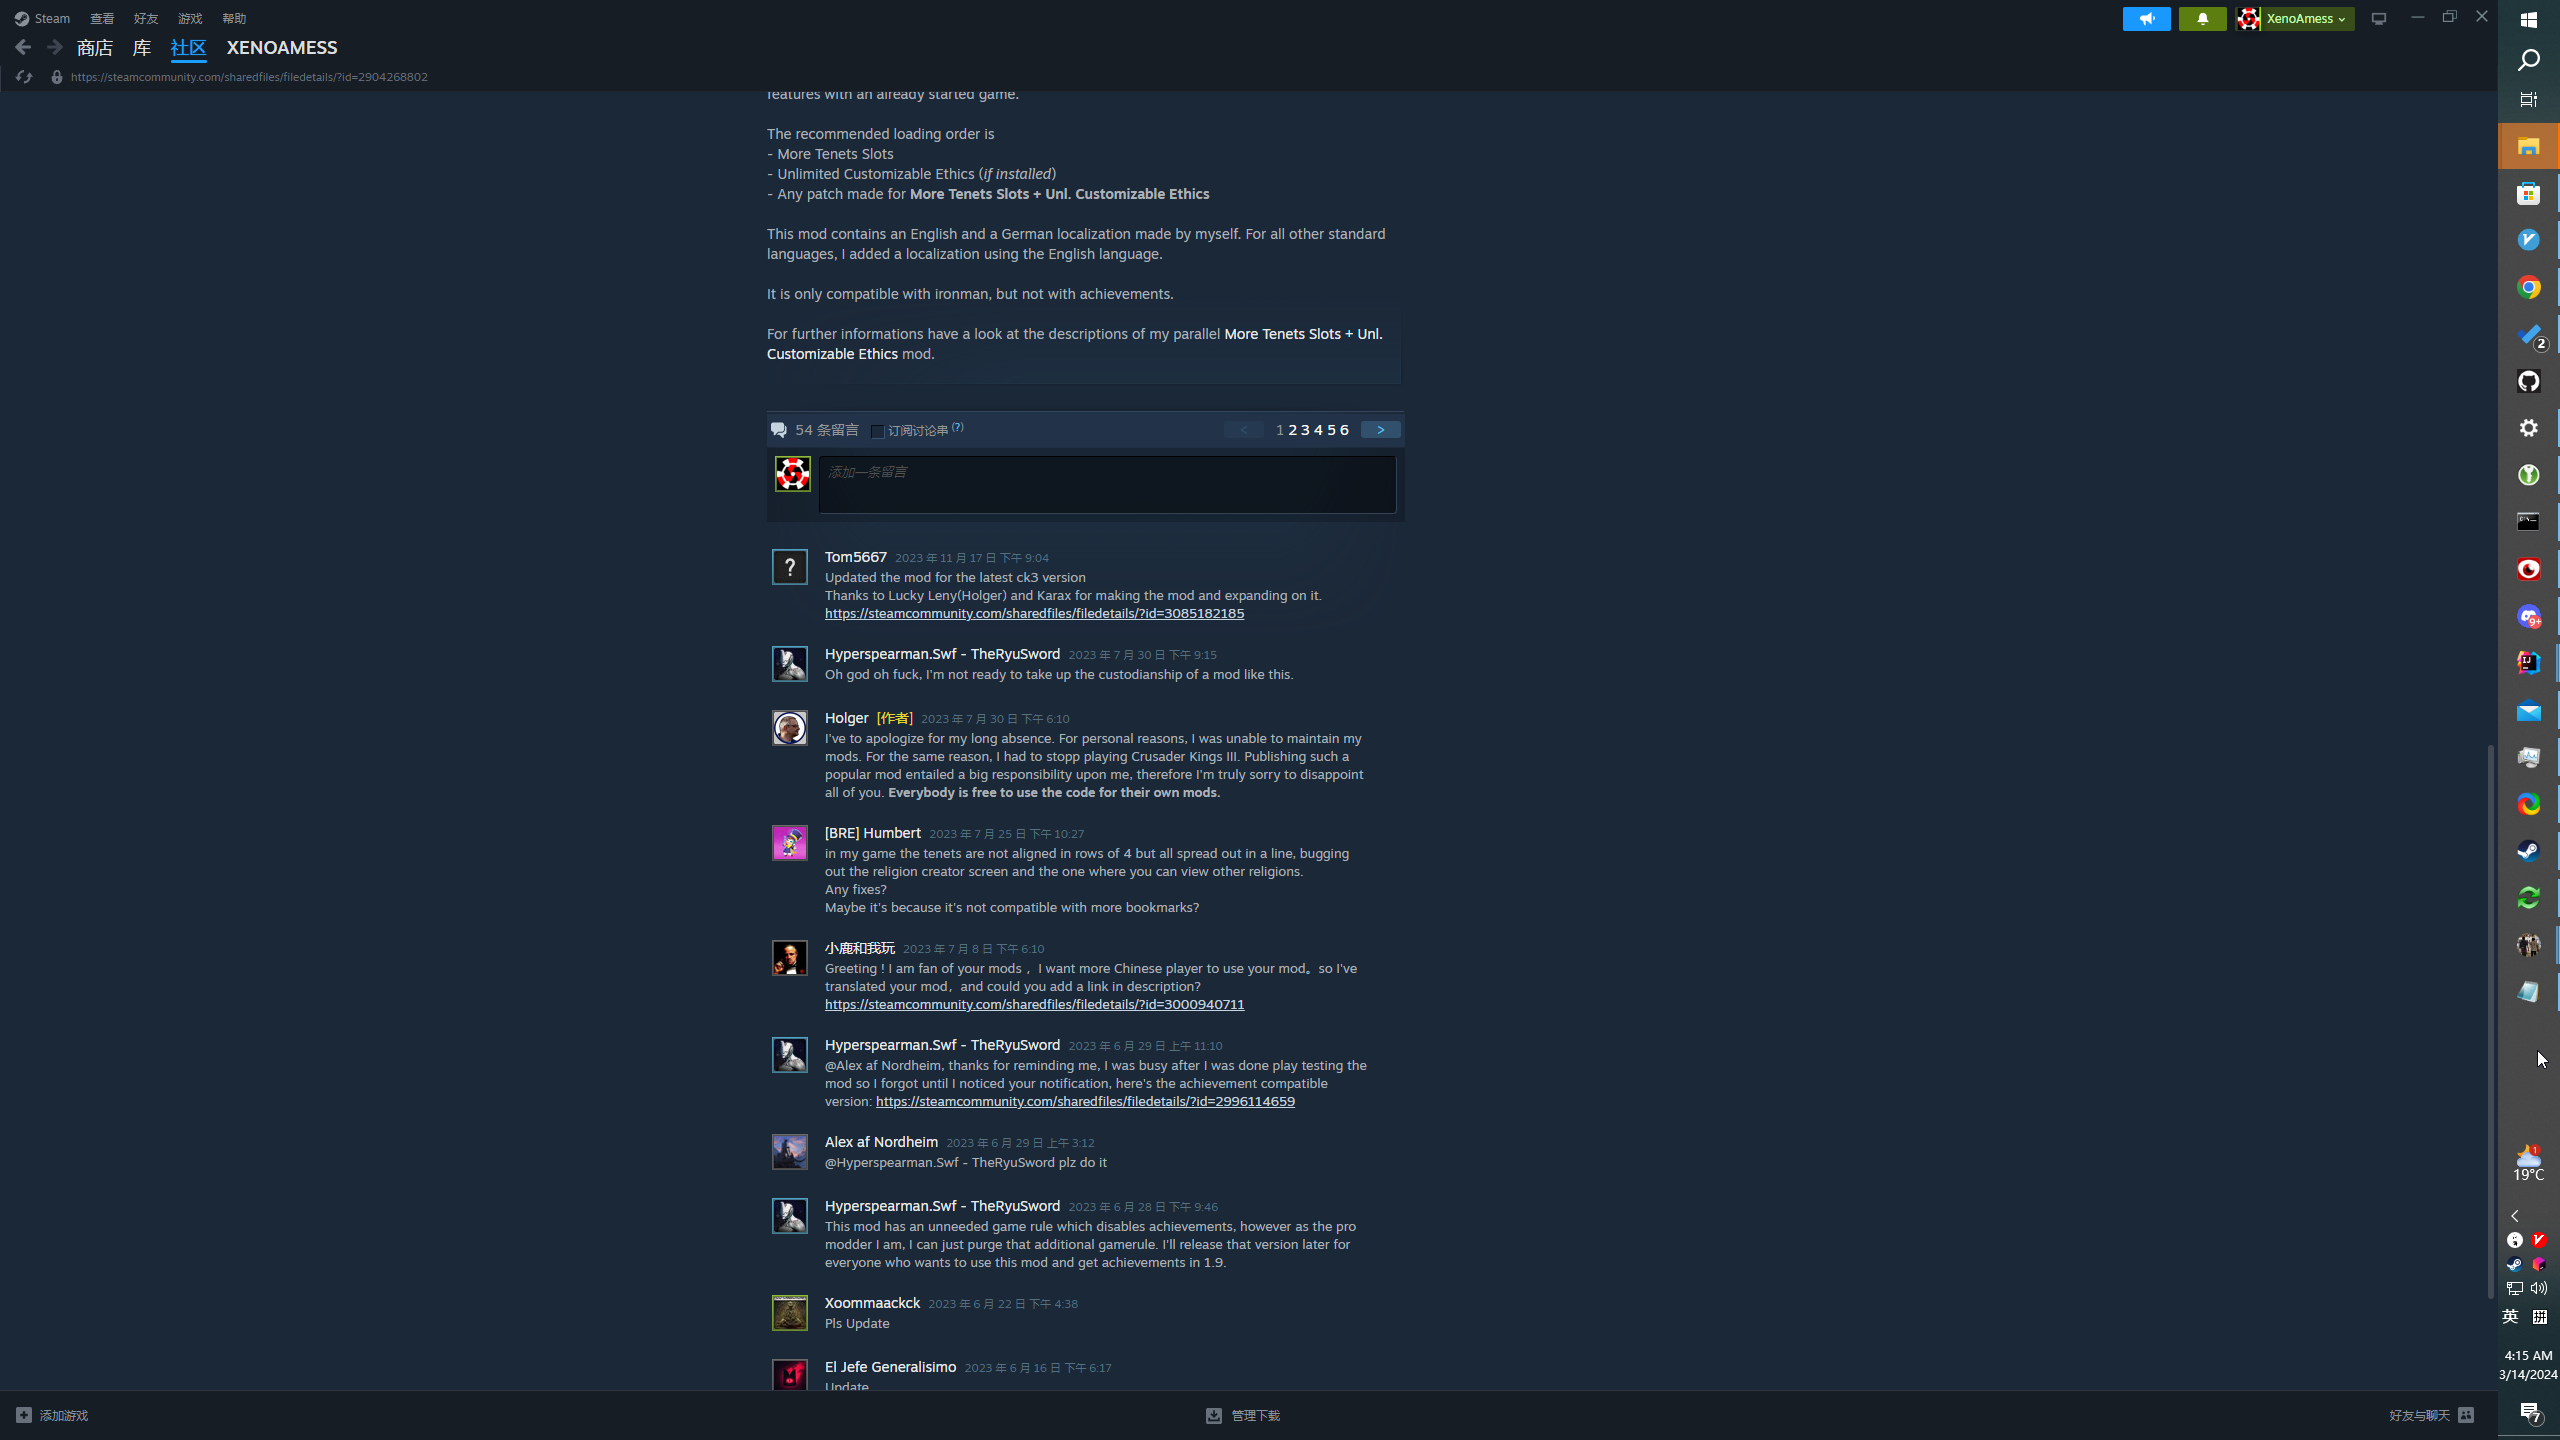 Steam 查看 好友 游戏 帮助
XenoAmess
商店 库 社区 XENOAMESS
https://steamcommunity.com/sharedfiles/filedetails/?id=2904268802
features with an already started game.
The recommended loading order is
- More Tenets Slots
- Unlimited Customizable Ethics (if installed)
- Any patch made for More Tenets Slots + Unl. Customizable Ethics
This mod contains an English and a German localization made by myself. For all other standard
languages, I added a localization using the English language.
It is only compatible with ironman, but not with achievements.
For further informations have a look at the descriptions of my parallel More Tenets Slots + Unl.
Customizable Ethics mod.
54 条留言 订阅讨论串 (?) < 1 2 3 4 5 6 >
添加一条留言
Tom5667 2023 年 11 月 17 日 下午 9:04
Updated the mod for the latest ck3 version
Thanks to Lucky Leny(Holger) and Karax for making the mod and expanding on it.
https://steamcommunity.com/sharedfiles/filedetails/?id=3085182185
Hyperspearman.Swf - TheRyuSword 2023 年 7 月 30 日 下午 9:15
Oh god oh fuck, I'm not ready to take up the custodianship of a mod like this.
Holger [作者] 2023 年 7 月 30 日 下午 6:10
I've to apologize for my long absence. For personal reasons, I was unable to maintain my
mods. For the same reason, I had to stopp playing Crusader Kings III. Publishing such a
popular mod entailed a big responsibility upon me, therefore I'm truly sorry to disappoint
all of you. Everybody is free to use the code for their own mods.
[BRE] Humbert 2023 年 7 月 25 日 下午 10:27
in my game the tenets are not aligned in rows of 4 but all spread out in a line, bugging
out the religion creator screen and the one where you can view other religions.
Any fixes?
Maybe it's because it's not compatible with more bookmarks?
小鹿和我玩 2023 年 7 月 8 日 下午 6:10
Greeting ! I am fan of your mods ，I want more Chinese player to use your mod。so I've
translated your mod，and could you add a link in description?
https://steamcommunity.com/sharedfiles/filedetails/?id=3000940711
Hyperspearman.Swf - TheRyuSword 2023 年 6 月 29 日 上午 11:10
@Alex af Nordheim, thanks for reminding me, I was busy after I was done play testing the
mod so I forgot until I noticed your notification, here's the achievement compatible
version: https://steamcommunity.com/sharedfiles/filedetails/?id=2996114659
Alex af Nordheim 2023 年 6 月 29 日 上午 3:12
@Hyperspearman.Swf - TheRyuSword plz do it
Hyperspearman.Swf - TheRyuSword 2023 年 6 月 28 日 下午 9:46
This mod has an unneeded game rule which disables achievements, however as the pro
modder I am, I can just purge that additional gamerule. I'll release that version later for
everyone who wants to use this mod and get achievements in 1.9.
Xoommaackck 2023 年 6 月 22 日 下午 4:38
Pls Update
El Jefe Generalisimo 2023 年 6 月 16 日 下午 6:17
Update
添加游戏 管理下载 好友与聊天
2
9+
IJ
1
19°C
英 拼
4:15 AM
3/14/2024
7